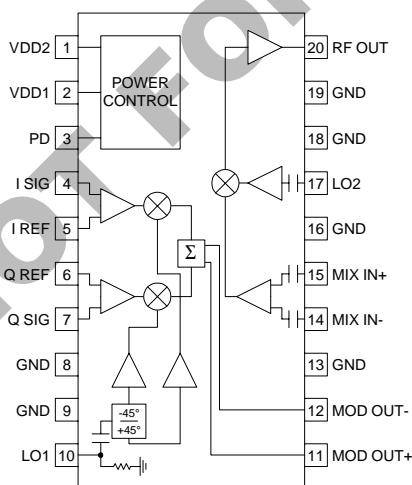 VDD2 1
VDD1 2
PD 3
I SIG 4
I REF 5
Q REF 6
Q SIG 7
GND 8
GND 9
LO1 10
POWER
CONTROL
Σ
-45°
+45°
20 RF OUT
19 GND
18 GND
17 LO2
16 GND
15 MIX IN+
14 MIX IN-
13 GND
12 MOD OUT-
11 MOD OUT+
NOT FO